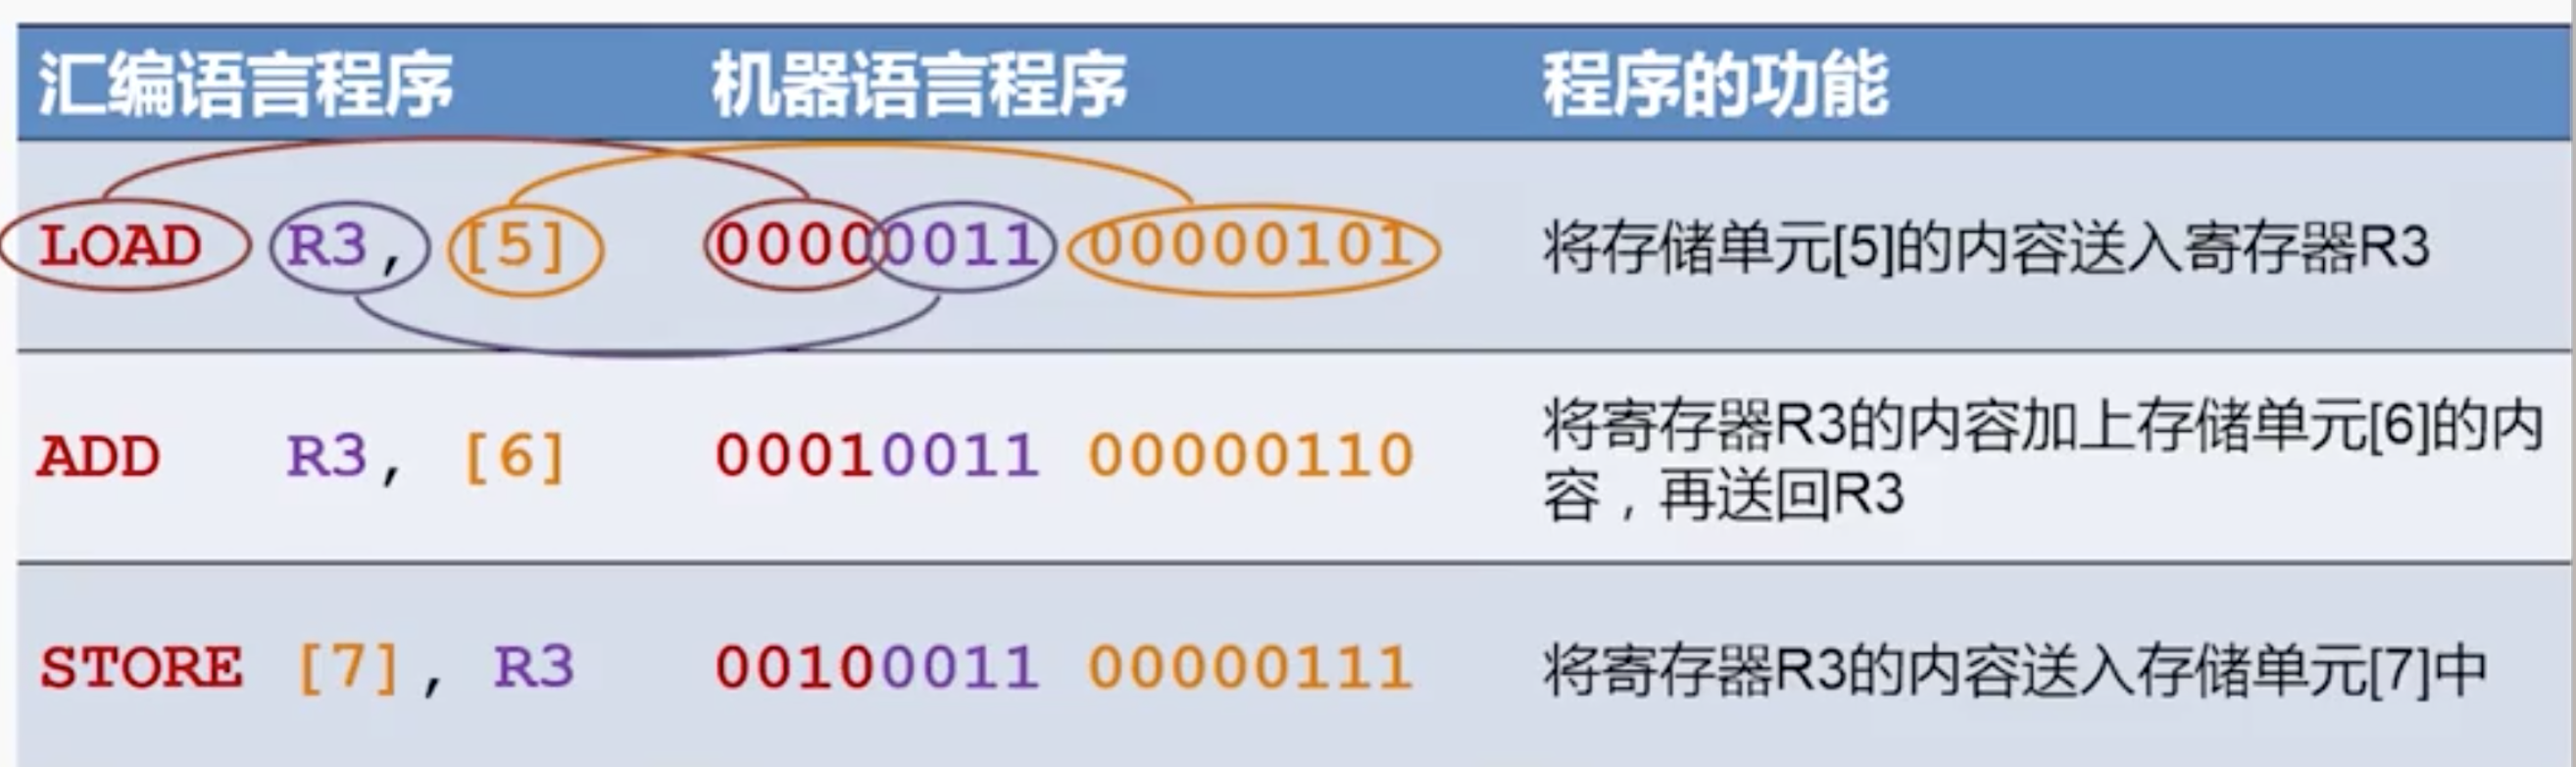 汇编语言程序 机器语言程序 程序的功能
LOAD R3, [5] 00000011 00000101 将存储单元[5]的内容送入寄存器R3
ADD R3, [6] 00010011 00000110 将寄存器R3的内容加上存储单元[6]的内
容，再送回R3
STORE [7], R3 00100011 00000111 将寄存器R3的内容送入存储单元[7]中